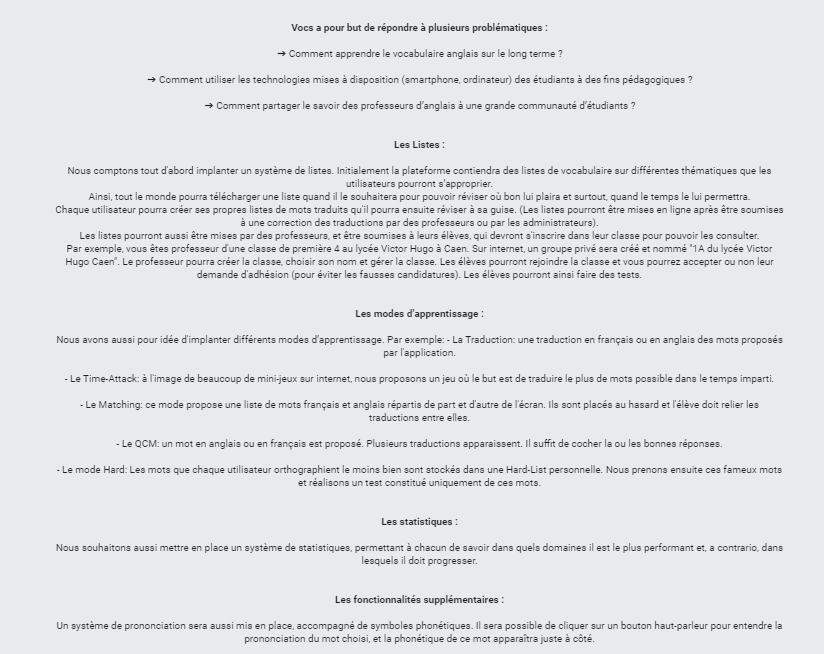 Vocs a pour but de répondre à plusieurs problématiques :
➔ Comment apprendre le vocabulaire anglais sur le long terme ?
➔ Comment utiliser les technologies mises à disposition (smartphone, ordinateur) des étudiants à des fins pédagogiques ?
➔ Comment partager le savoir des professeurs d'anglais à une grande communauté d'étudiants ?
Les Listes :
Nous comptons tout d'abord implanter un système de listes. Initialement la plateforme contiendra des listes de vocabulaire sur différentes thématiques que les
utilisateurs pourront s'approprier.
Ainsi, tout le monde pourra télécharger une liste quand il le souhaitera pour pouvoir réviser où bon lui plaira et surtout, quand le temps le lui permettra.
Chaque utilisateur pourra créer ses propres listes de mots traduits qu'il pourra ensuite réviser à sa guise. (Les listes pourront être mises en ligne après être soumises
à une correction des traductions par des professeurs ou par les administrateurs).
Les listes pourront aussi être mises par des professeurs, et être soumises à leurs élèves, qui devront s'inscrire dans leur classe pour pouvoir les consulter.
Par exemple, vous êtes professeur d'une classe de première 4 au lycée Victor Hugo à Caen. Sur internet, un groupe privé sera créé et nommé "1A du lycée Victor
Hugo Caen". Le professeur pourra créer la classe, choisir son nom et gérer la classe. Les élèves pourront rejoindre la classe et vous pourrez accepter ou non leur
demande d'adhésion (pour éviter les fausses candidatures). Les élèves pourront ainsi faire des tests.
Les modes d'apprentissage :
Nous avons aussi pour idée d'implanter différents modes d'apprentissage. Par exemple: - La Traduction: une traduction en français ou en anglais des mots proposés
par l'application.
- Le Time-Attack: à l'image de beaucoup de mini-jeux sur internet, nous proposons un jeu où le but est de traduire le plus de mots possible dans le temps imparti.
- Le Matching: ce mode propose une liste de mots français et anglais répartis de part et d'autre de l'écran. Ils sont placés au hasard et l'élève doit relier les
traductions entre elles.
- Le QCM: un mot en anglais ou en français est proposé. Plusieurs traductions apparaissent. Il suffit de cocher la ou les bonnes réponses.
- Le mode Hard: Les mots que chaque utilisateur orthographient le moins bien sont stockés dans une Hard-List personnelle. Nous prenons ensuite ces fameux mots
et réalisons un test constitué uniquement de ces mots.
Les statistiques :
Nous souhaitons aussi mettre en place un système de statistiques, permettant à chacun de savoir dans quels domaines il est le plus performant et, a contrario, dans
lesquels il doit progresser.
Les fonctionnalités supplémentaires :
Un système de prononciation sera aussi mis en place, accompagné de symboles phonétiques. Il sera possible de cliquer sur un bouton haut-parleur pour entendre la
prononciation du mot choisi, et la phonétique de ce mot apparaîtra juste à côté.